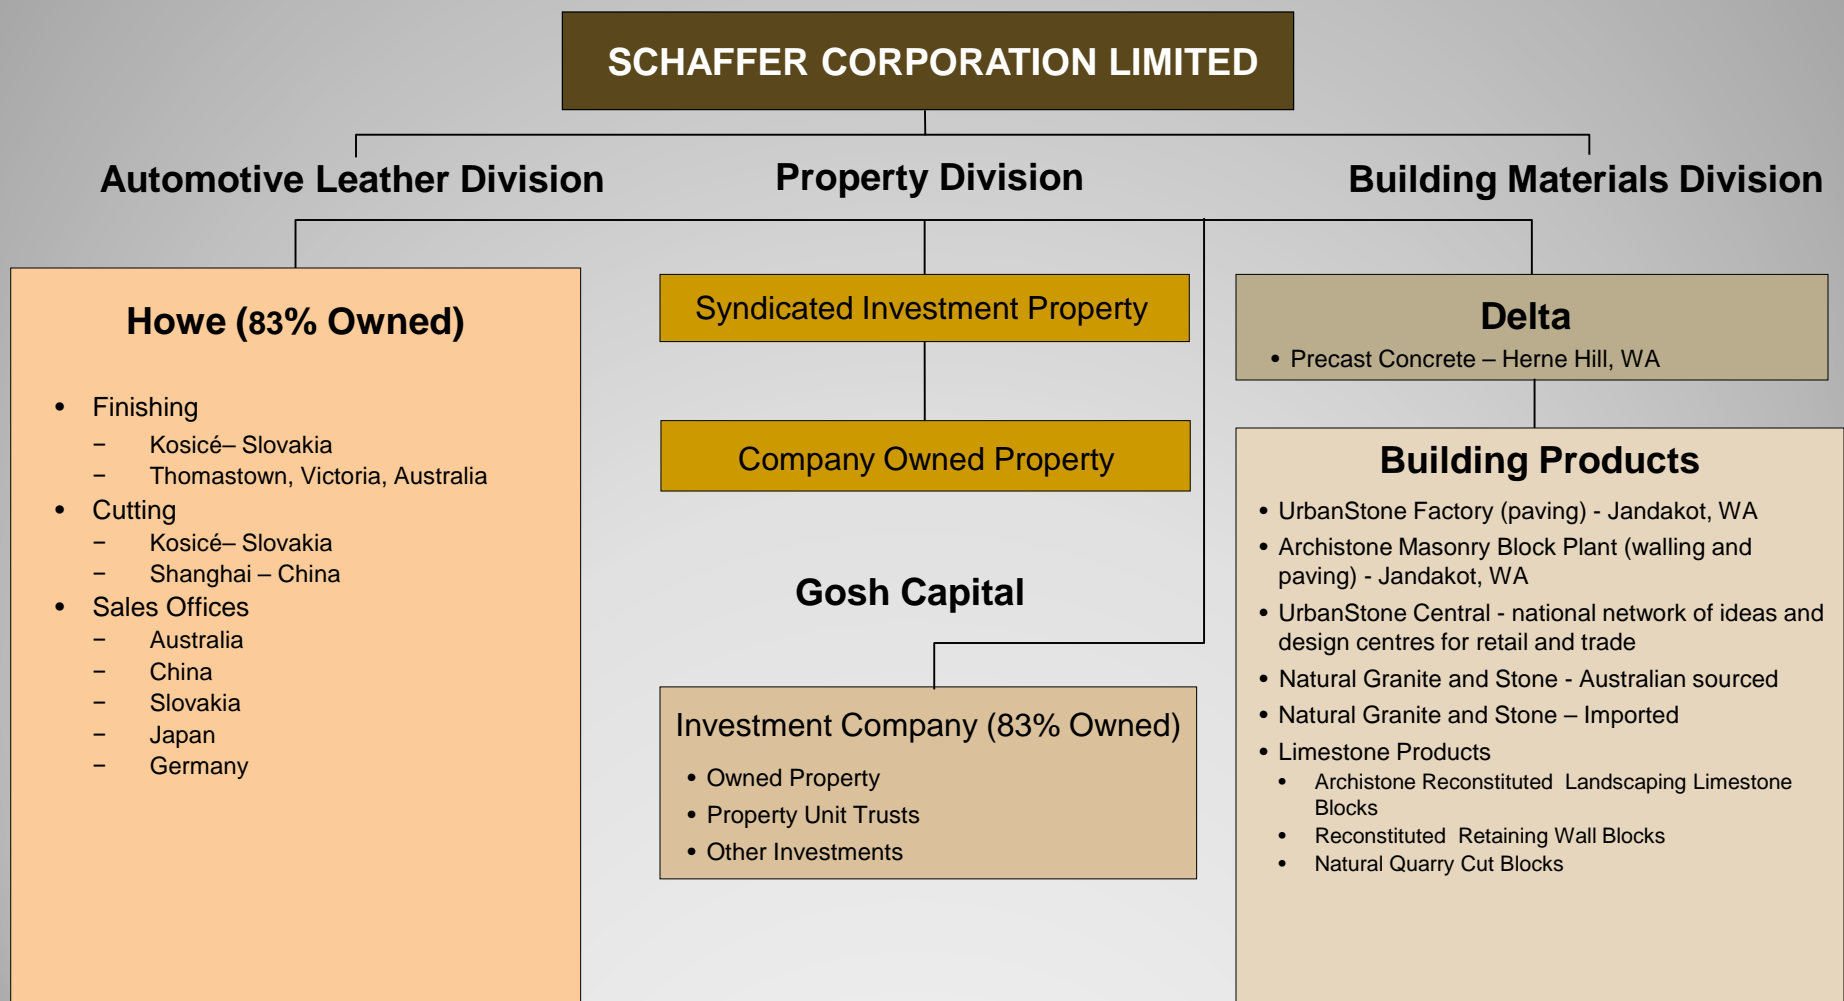 SCHAFFER CORPORATION LIMITED
Automotive Leather Division
Property Division
Building Materials Division
Howe (83% Owned)
• Finishing
– Kosicé– Slovakia
– Thomastown, Victoria, Australia
• Cutting
– Kosicé– Slovakia
– Shanghai – China
• Sales Offices
– Australia
– China
– Slovakia
– Japan
– Germany
Syndicated Investment Property
Company Owned Property
Gosh Capital
Investment Company (83% Owned)
• Owned Property
• Property Unit Trusts
• Other Investments
Delta
• Precast Concrete – Herne Hill, WA
Building Products
• UrbanStone Factory (paving) - Jandakot, WA
• Archistone Masonry Block Plant (walling and
paving) - Jandakot, WA
• UrbanStone Central - national network of ideas and
design centres for retail and trade
• Natural Granite and Stone - Australian sourced
• Natural Granite and Stone – Imported
• Limestone Products
• Archistone Reconstituted Landscaping Limestone
Blocks
• Reconstituted Retaining Wall Blocks
• Natural Quarry Cut Blocks